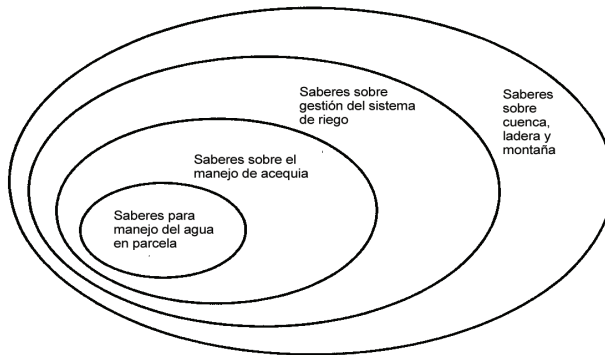 Saberes sobre
gestión del sistema
de riego
Saberes
sobre
cuenca,
ladera y
montaña
Saberes sobre el
manejo de acequia
Saberes para
manejo del agua
en parcela